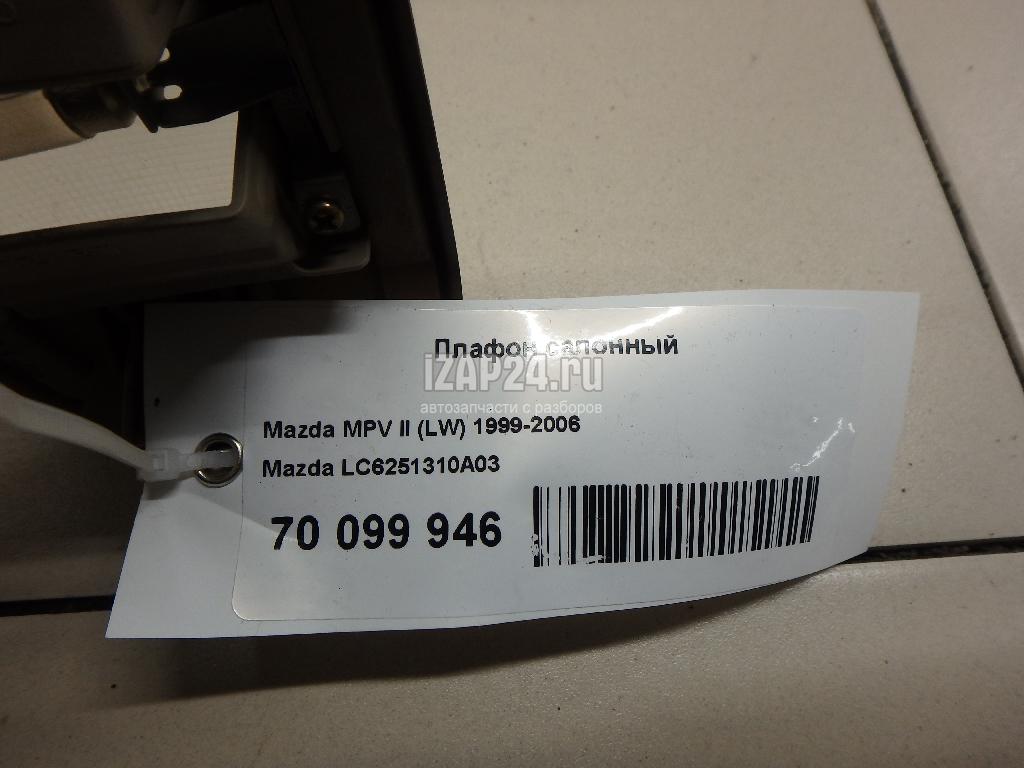 Плафон салонный
iZAP24.ru
автозапчасти с разборов
Mazda MPV II (LW) 1999-2006
Mazda LC6251310A03
70 099 946